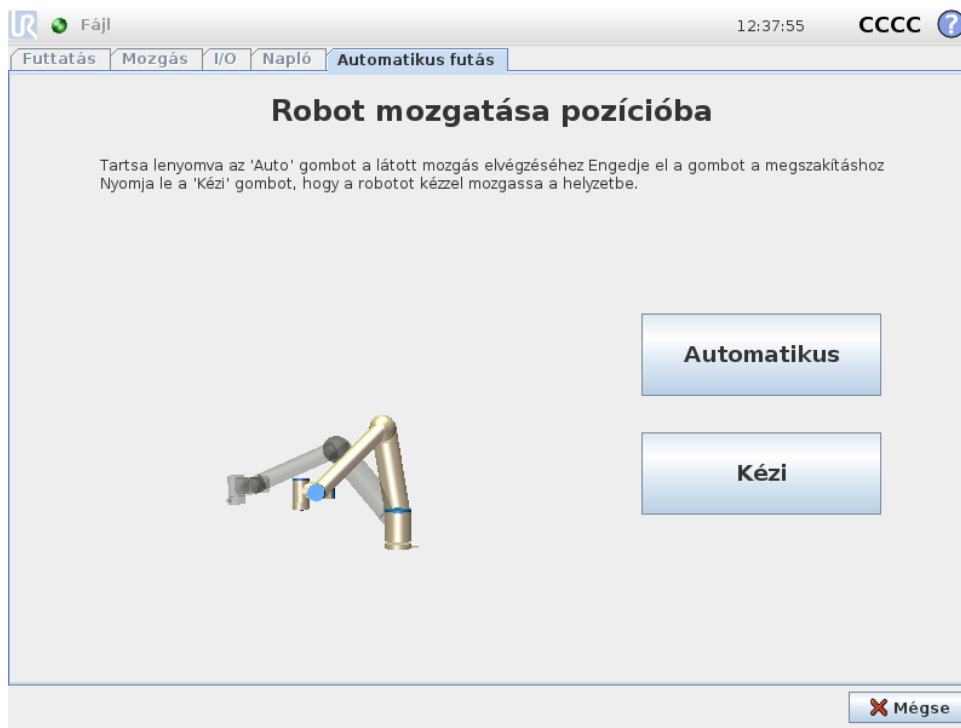 UR Fájl 12:37:55 CCCC ?
Futtatás Mozgás I/O Napló Automatikus futás
Robot mozgatása pozícióba
Tartsa lenyomva az 'Auto' gombot a látott mozgás elvégzéséhez Engedje el a gombot a megszakításhoz
Nyomja le a 'Kézi' gombot, hogy a robotot kézzel mozgassa a helyzetbe.
Automatikus
Kézi
Mégse